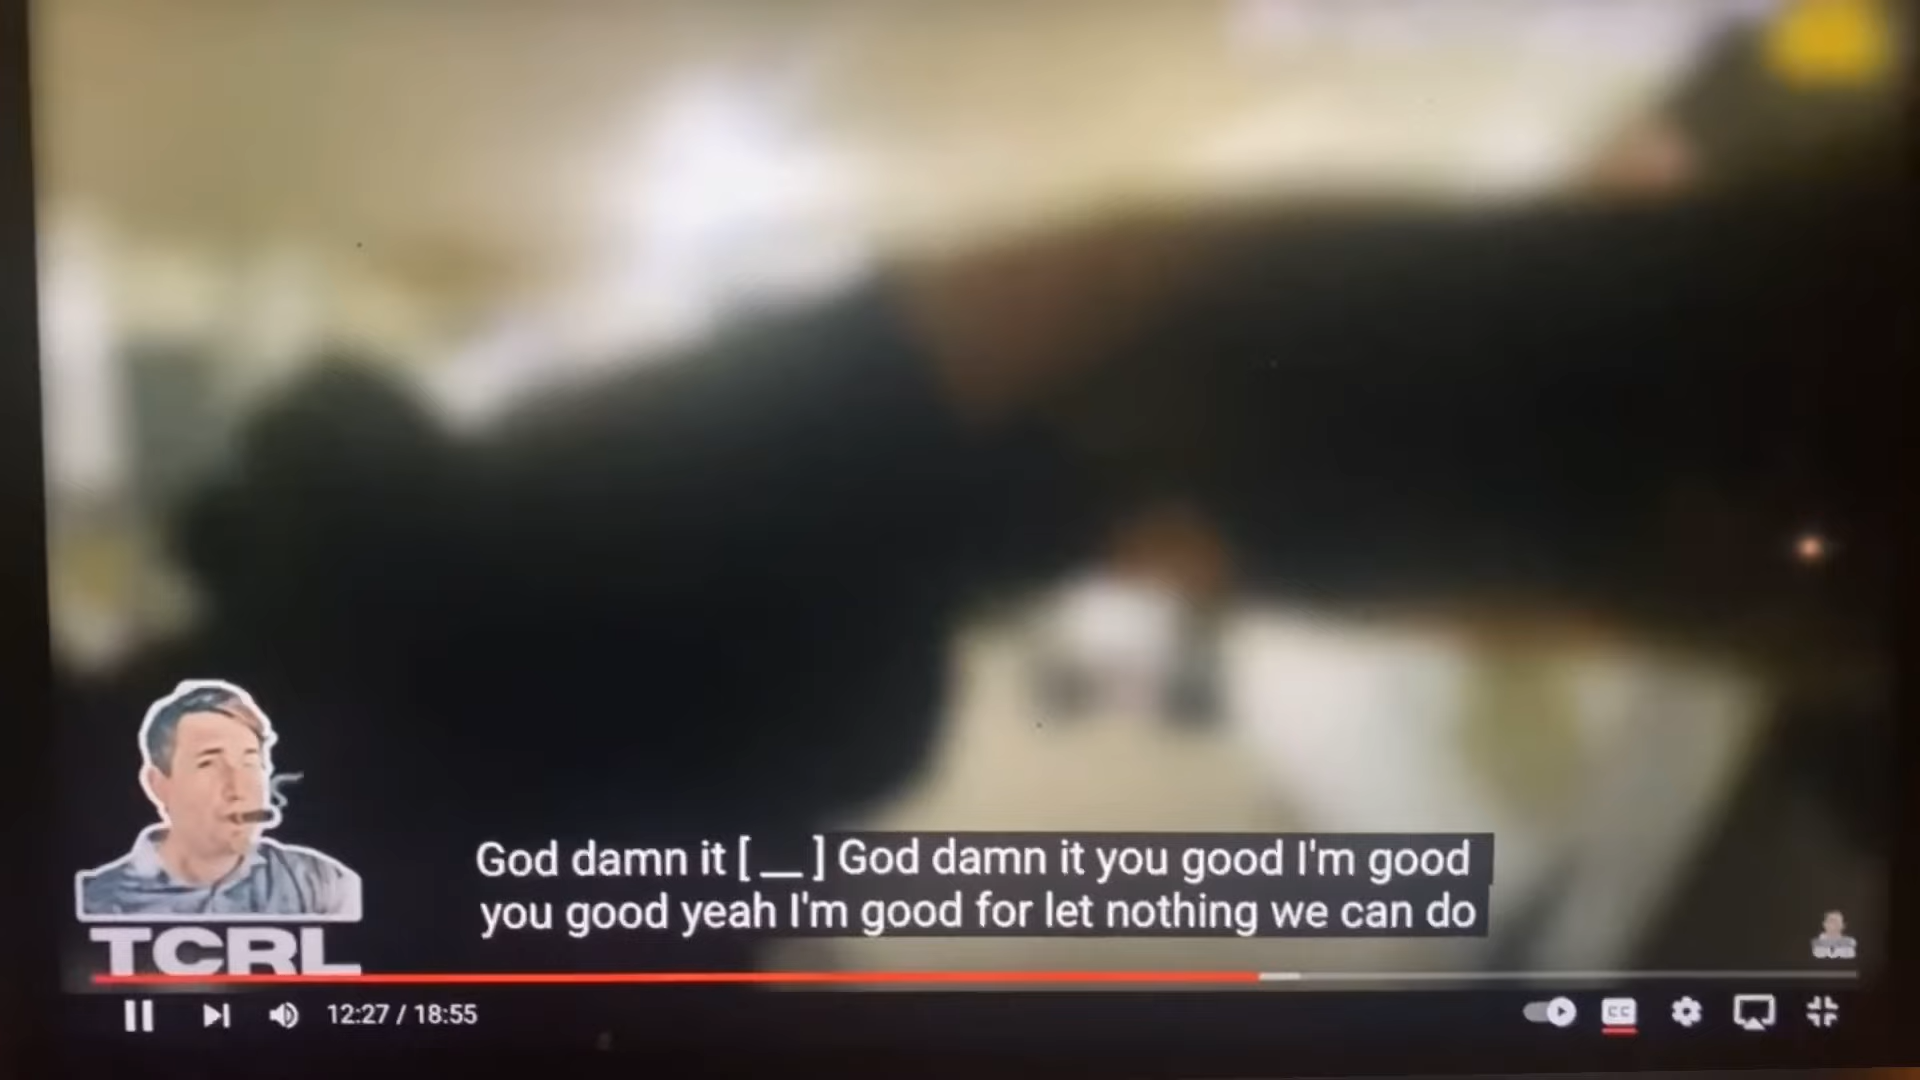 God damn it [ __ ] God damn it you good I'm good
you good yeah I'm good for let nothing we can do
TCRL
12:27 / 18:55
CC